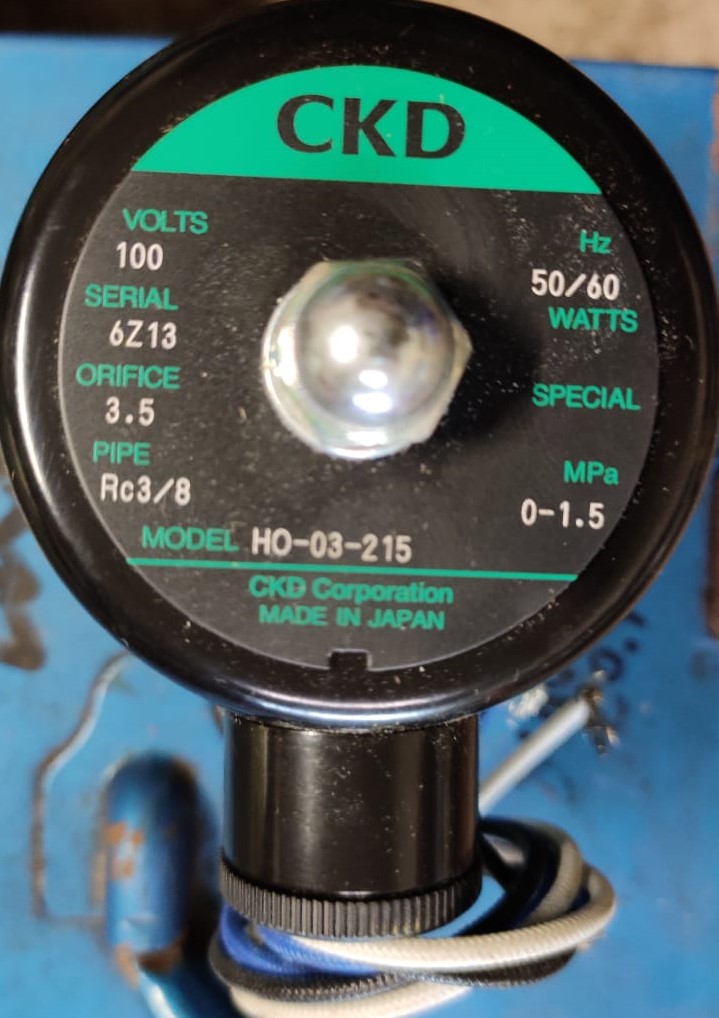 CKD
VOLTS
100
SERIAL
6Z13
ORIFICE
3.5
PIPE
Rc3/8
Hz
50/60
WATTS
SPECIAL
MPa
0-1.5
MODEL HO-03-215
CKD Corporation
MADE IN JAPAN